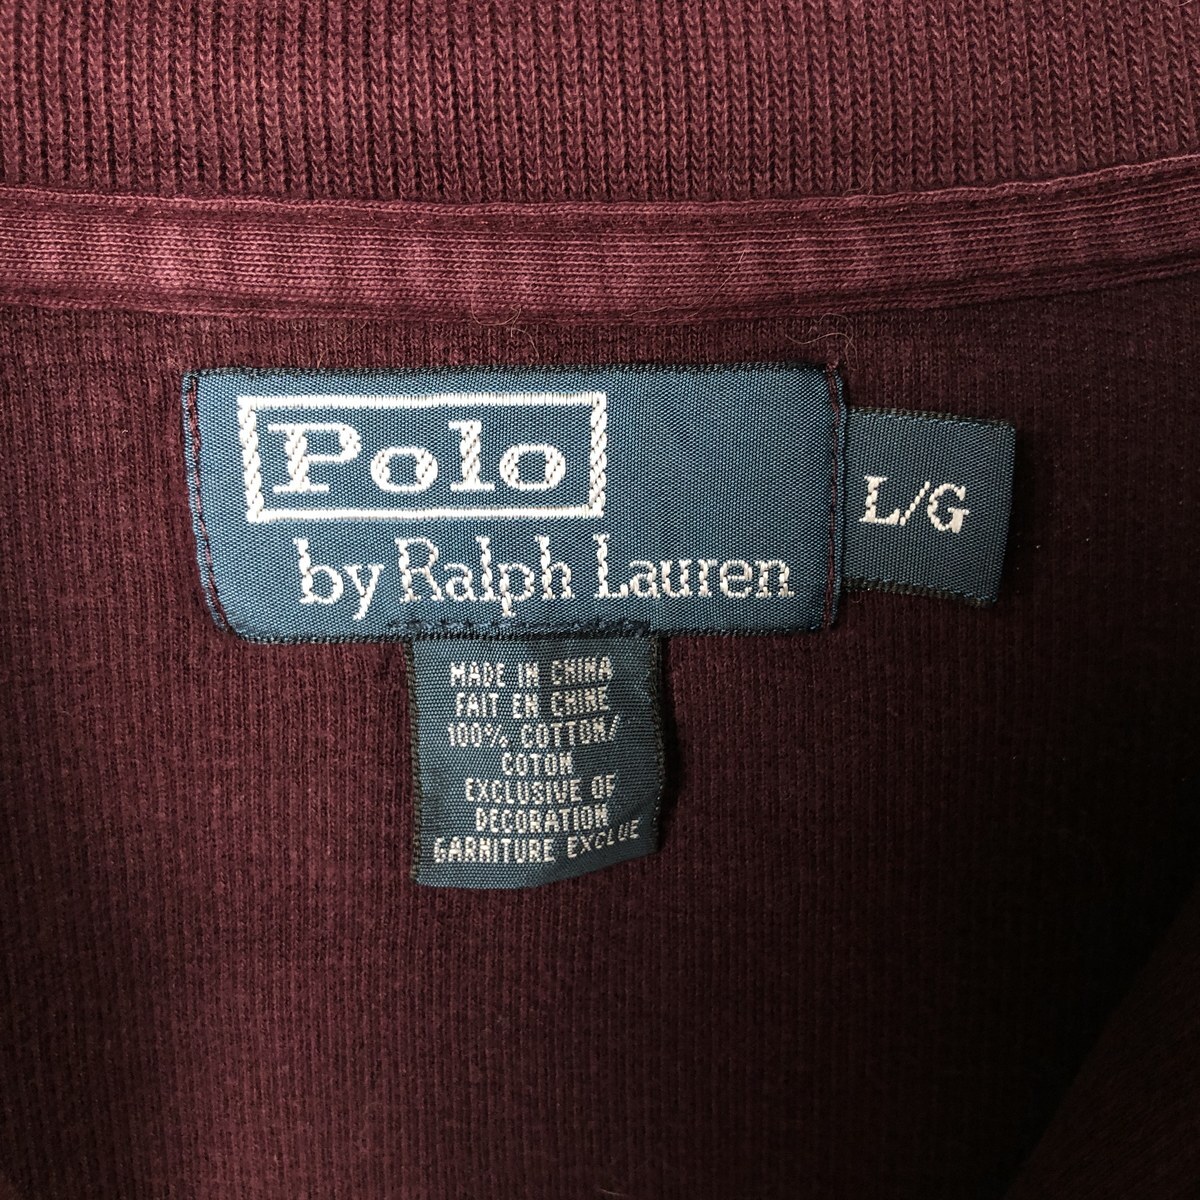 Polo
by Ralph Lauren
L/G
MADE IN CHINA
FAIT EN CHINE
100% COTTON/
COTON
EXCLUSIVE OF
DECORATION
GARNITURE EXCLUE